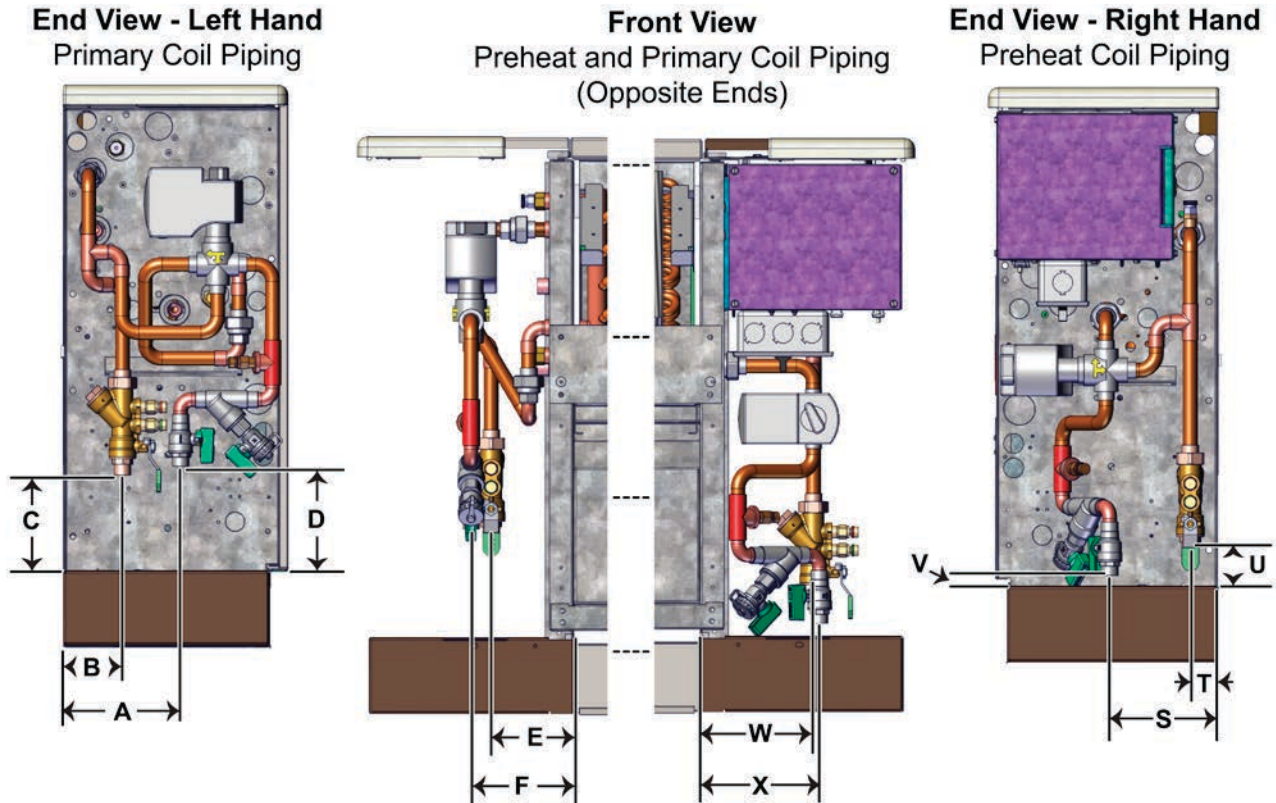 End View - Left Hand
Primary Coil Piping
Front View
Preheat and Primary Coil Piping
(Opposite Ends)
End View - Right Hand
Preheat Coil Piping
C
D
B
A
E
F
W
X
V
U
T
S